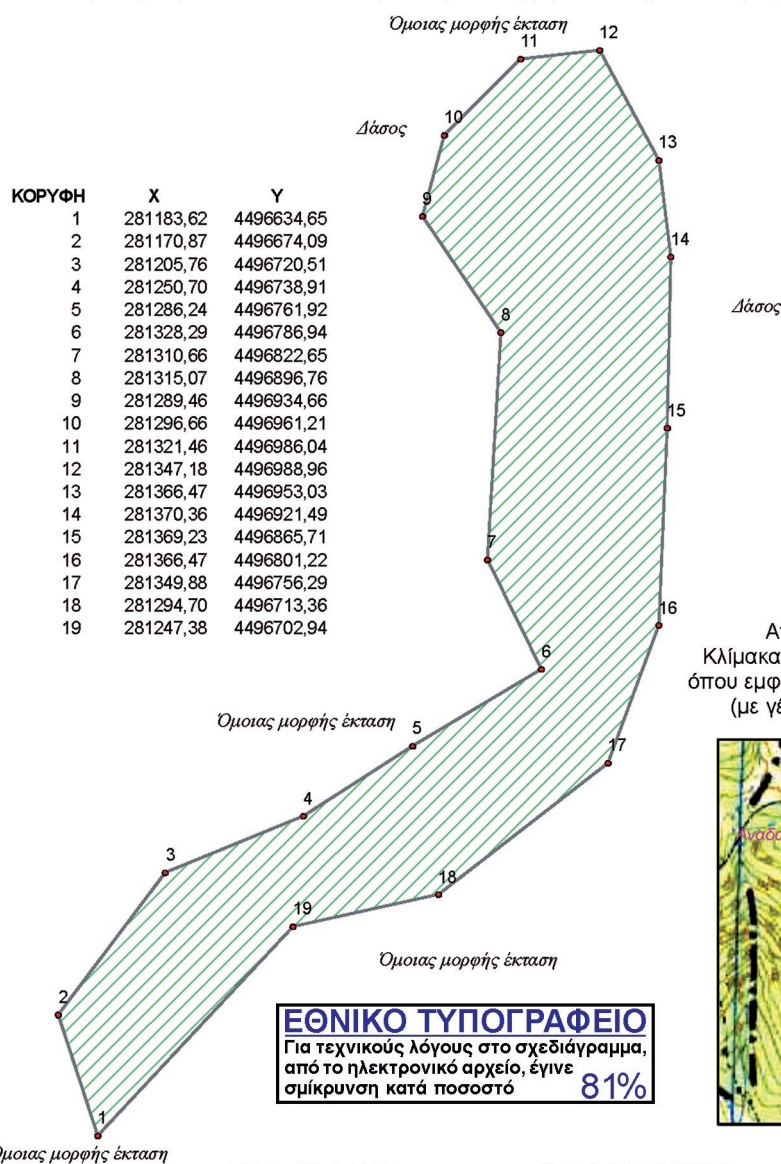 Όμοιας μορφής έκταση
11
12
10
Δάσος
13
ΚΟΡΥΦΗ X Y
1 281183,62 4496634,65
2 281170,87 4496674,09
3 281205,76 4496720,51
4 281250,70 4496738,91
5 281286,24 4496761,92
6 281328,29 4496786,94
7 281310,66 4496822,65
8 281315,07 4496896,76
9 281289,46 4496934,66
10 281296,66 4496961,21
11 281321,46 4496986,04
12 281347,18 4496988,96
13 281366,47 4496953,03
14 281370,36 4496921,49
15 281369,23 4496865,71
16 281366,47 4496801,22
17 281349,88 4496756,29
18 281294,70 4496713,36
19 281247,38 4496702,94
9
14
Δάσος
8
15
7
16
6
Κλίμακα
όπου εμφ
(με γέ
Όμοιας μορφής έκταση
5
17
4
3
18
19
Όμοιας μορφής έκταση
2
ΕΘΝΙΚΟ ΤΥΠΟΓΡΑΦΕΙΟ
Για τεχνικούς λόγους στο σχεδιάγραμμα,
από το ηλεκτρονικό αρχείο, έγινε
σμίκρυνση κατά ποσοστό 81%
1
Όμοιας μορφής έκταση